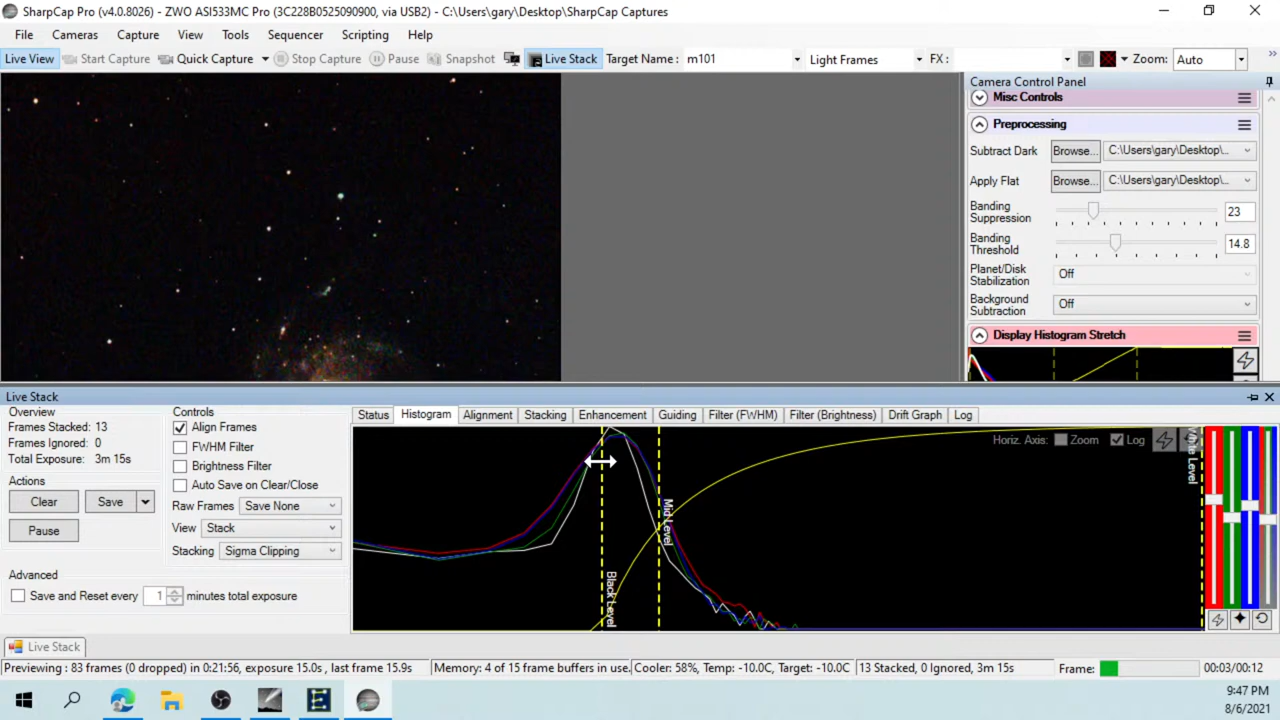 SharpCap Pro (v4.0.8026) - ZWO ASI533MC Pro (3C228B0525090900, via USB2) - C:\Users\gary\Desktop\SharpCap Captures
File Cameras Capture View Tools Sequencer Scripting Help
Live View Start Capture Quick Capture Stop Capture Pause Snapshot Live Stack Target Name : m101 Light Frames FX : Zoom: Auto
Camera Control Panel
Misc Controls
Preprocessing
Subtract Dark Browse... C:\Users\gary\Desktop\...
Apply Flat Browse... C:\Users\gary\Desktop\...
Banding Suppression 23
Banding Threshold 14.8
Planet/Disk Stabilization Off
Background Subtraction Off
Display Histogram Stretch
Live Stack
Overview
Frames Stacked: 13
Frames Ignored: 0
Total Exposure: 3m 15s
Actions
Clear Save
Pause
Controls
Align Frames
FWHM Filter
Brightness Filter
Auto Save on Clear/Close
Raw Frames Save None
View Stack
Stacking Sigma Clipping
Advanced
Save and Reset every 1 minutes total exposure
Status Histogram Alignment Stacking Enhancement Guiding Filter (FWHM) Filter (Brightness) Drift Graph Log
Horiz. Axis: Zoom Log
Black Level
Mid Level
White Level
Live Stack
Previewing : 83 frames (0 dropped) in 0:21:56, exposure 15.0s , last frame 15.9s Memory: 4 of 15 frame buffers in use. Cooler: 58%, Temp: -10.0C, Target: -10.0C 13 Stacked, 0 Ignored, 3m 15s Frame: 00:03/00:12
9:47 PM
8/6/2021